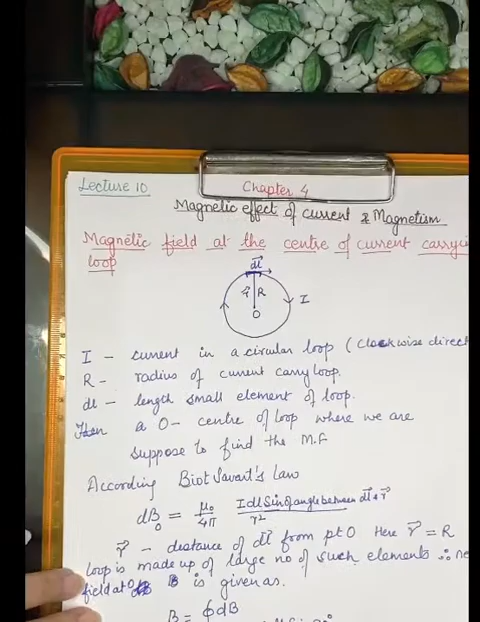 Lecture 10
Chapter 4
Magnetic effect of current & Magnetism
Magnetic field at the centre of current carryi
loop
dl
r R I
O
I – current in a circular loop (Clockwise direct
R – radius of current carry loop.
dl – length small element of loop.
Then a O – centre of loop where we are
suppose to find the M.F
According Biot Savart's Law
dB₀ = μ₀/4π I dl Sin of angle between dl & r / r²
r – distance of dl from pt O Here r = R
loop is made up of large no of such elements ∴ ne
field at O B is given as.
B = ∮dB